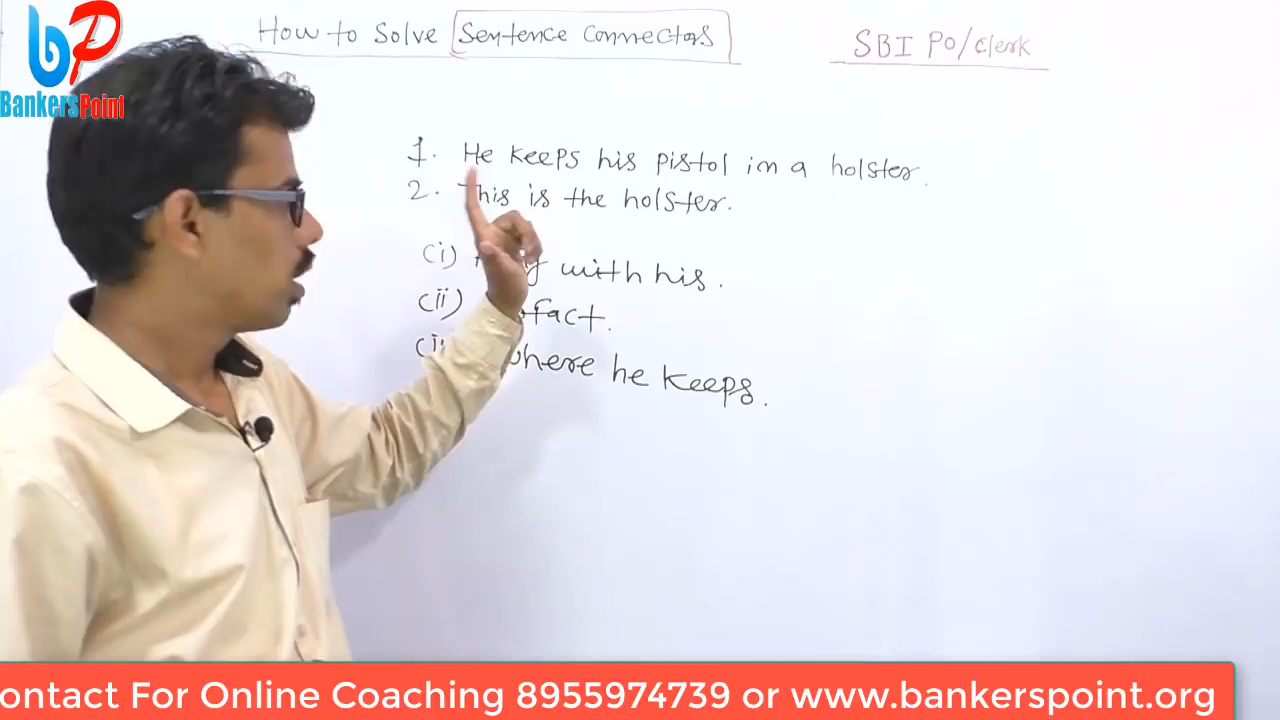 bp
BankersPoint
How to Solve Sentence Connectors
SBI PO/Clerk
1. He keeps his pistol in a holster.
2. This is the holster.
(i) with his.
(ii) fact.
where he keeps.
ontact For Online Coaching 8955974739 or www.bankerspoint.org